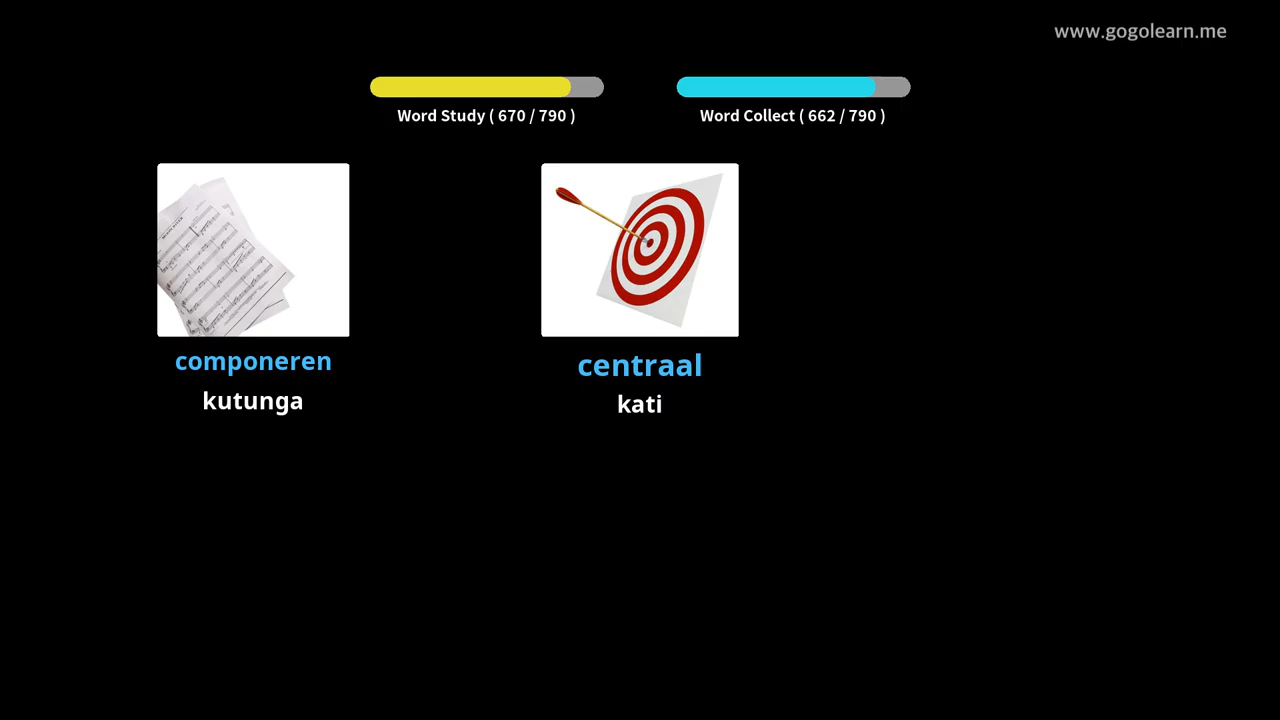 www.gogolearn.me
Word Study ( 670 / 790 )
Word Collect ( 662 / 790 )
componeren
kutunga
centraal
kati